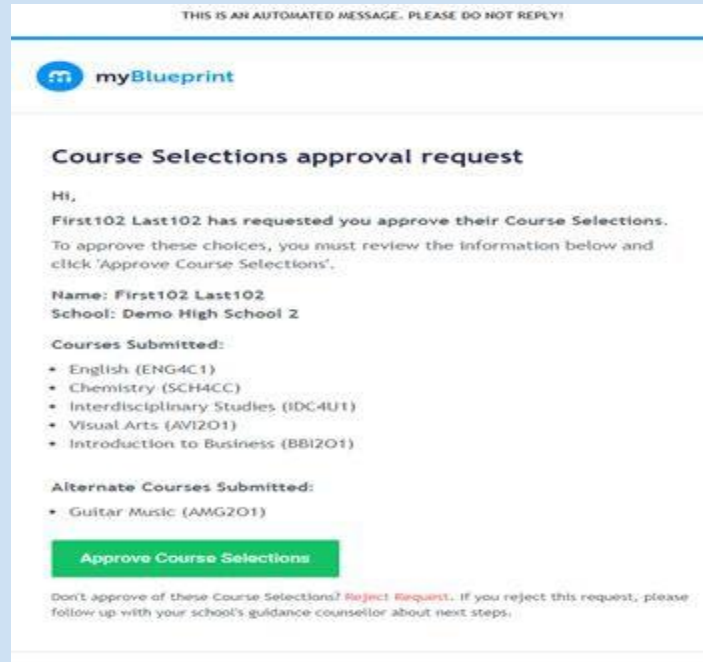 THIS IS AN AUTOMATED MESSAGE. PLEASE DO NOT REPLY!
myBlueprint
Course Selections approval request
Hi,
First102 Last102 has requested you approve their Course Selections.
To approve these choices, you must review the information below and
click 'Approve Course Selections'.
Name: First102 Last102
School: Demo High School 2
Courses Submitted:
• English (ENG4C1)
• Chemistry (SCH4CC)
• Interdisciplinary Studies (IDC4U1)
• Visual Arts (AVI2O1)
• Introduction to Business (BBI2O1)
Alternate Courses Submitted:
• Guitar Music (AMG2O1)
Approve Course Selections
Don't approve of these Course Selections? Reject Request. If you reject this request, please
follow up with your school's guidance counsellor about next steps.